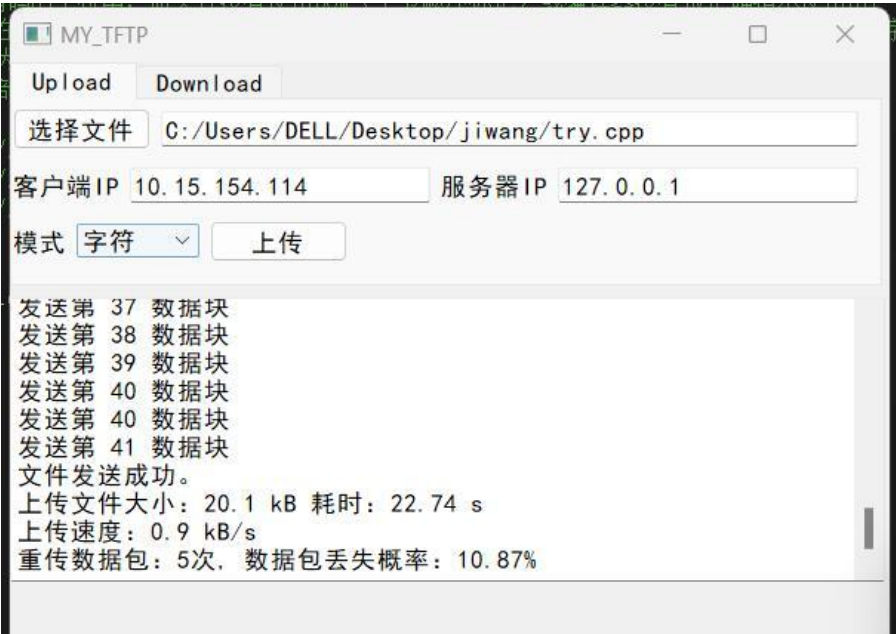 MY_TFTP
Upload Download
选择文件 C:/Users/DELL/Desktop/jiwang/try.cpp
客户端IP 10.15.154.114 服务器IP 127.0.0.1
模式 字符 上传
发送第 37 数据块
发送第 38 数据块
发送第 39 数据块
发送第 40 数据块
发送第 40 数据块
发送第 41 数据块
文件发送成功。
上传文件大小：20.1 kB 耗时：22.74 s
上传速度：0.9 kB/s
重传数据包：5次, 数据包丢失概率：10.87%